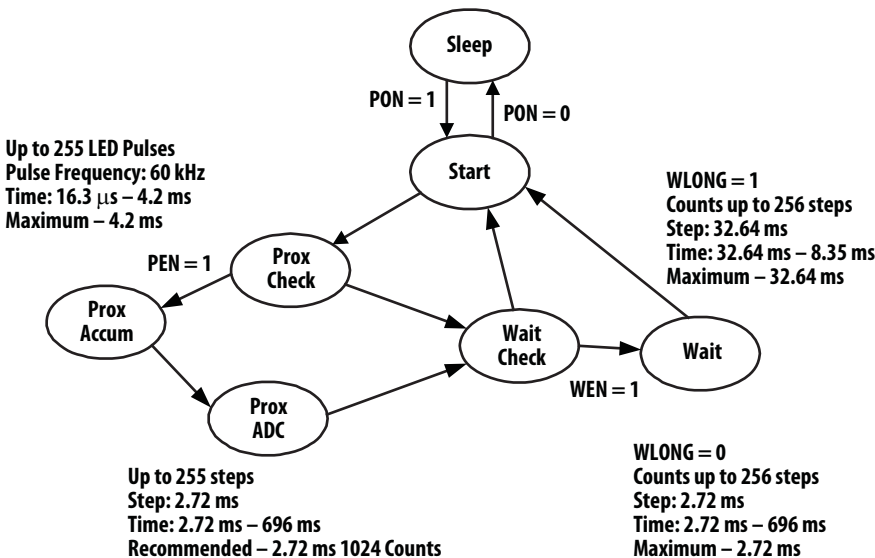 Sleep
PON = 1
PON = 0
Up to 255 LED Pulses
Pulse Frequency: 60 kHz
Time: 16.3 μs – 4.2 ms
Maximum – 4.2 ms
Start
WLONG = 1
Counts up to 256 steps
Step: 32.64 ms
Time: 32.64 ms – 8.35 ms
Maximum – 32.64 ms
PEN = 1
Prox
Check
Prox
Accum
Wait
Check
Wait
WEN = 1
Prox
ADC
Up to 255 steps
Step: 2.72 ms
Time: 2.72 ms – 696 ms
Recommended – 2.72 ms 1024 Counts
WLONG = 0
Counts up to 256 steps
Step: 2.72 ms
Time: 2.72 ms – 696 ms
Maximum – 2.72 ms